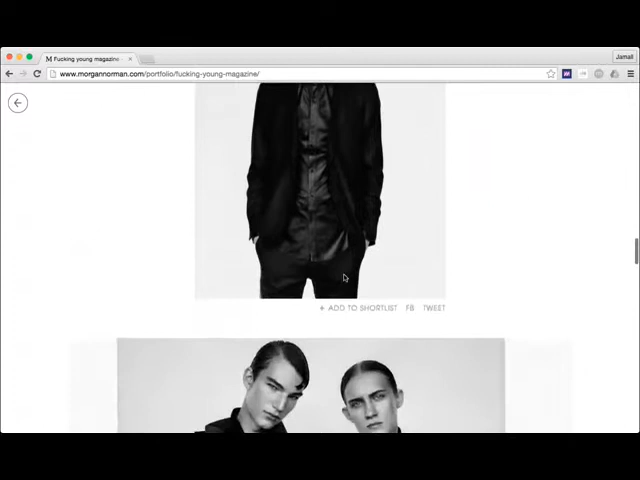 Fucking young magazine
Jamall
www.morgannorman.com/portfolio/fucking-young-magazine/
+ ADD TO SHORTLIST FB TWEET